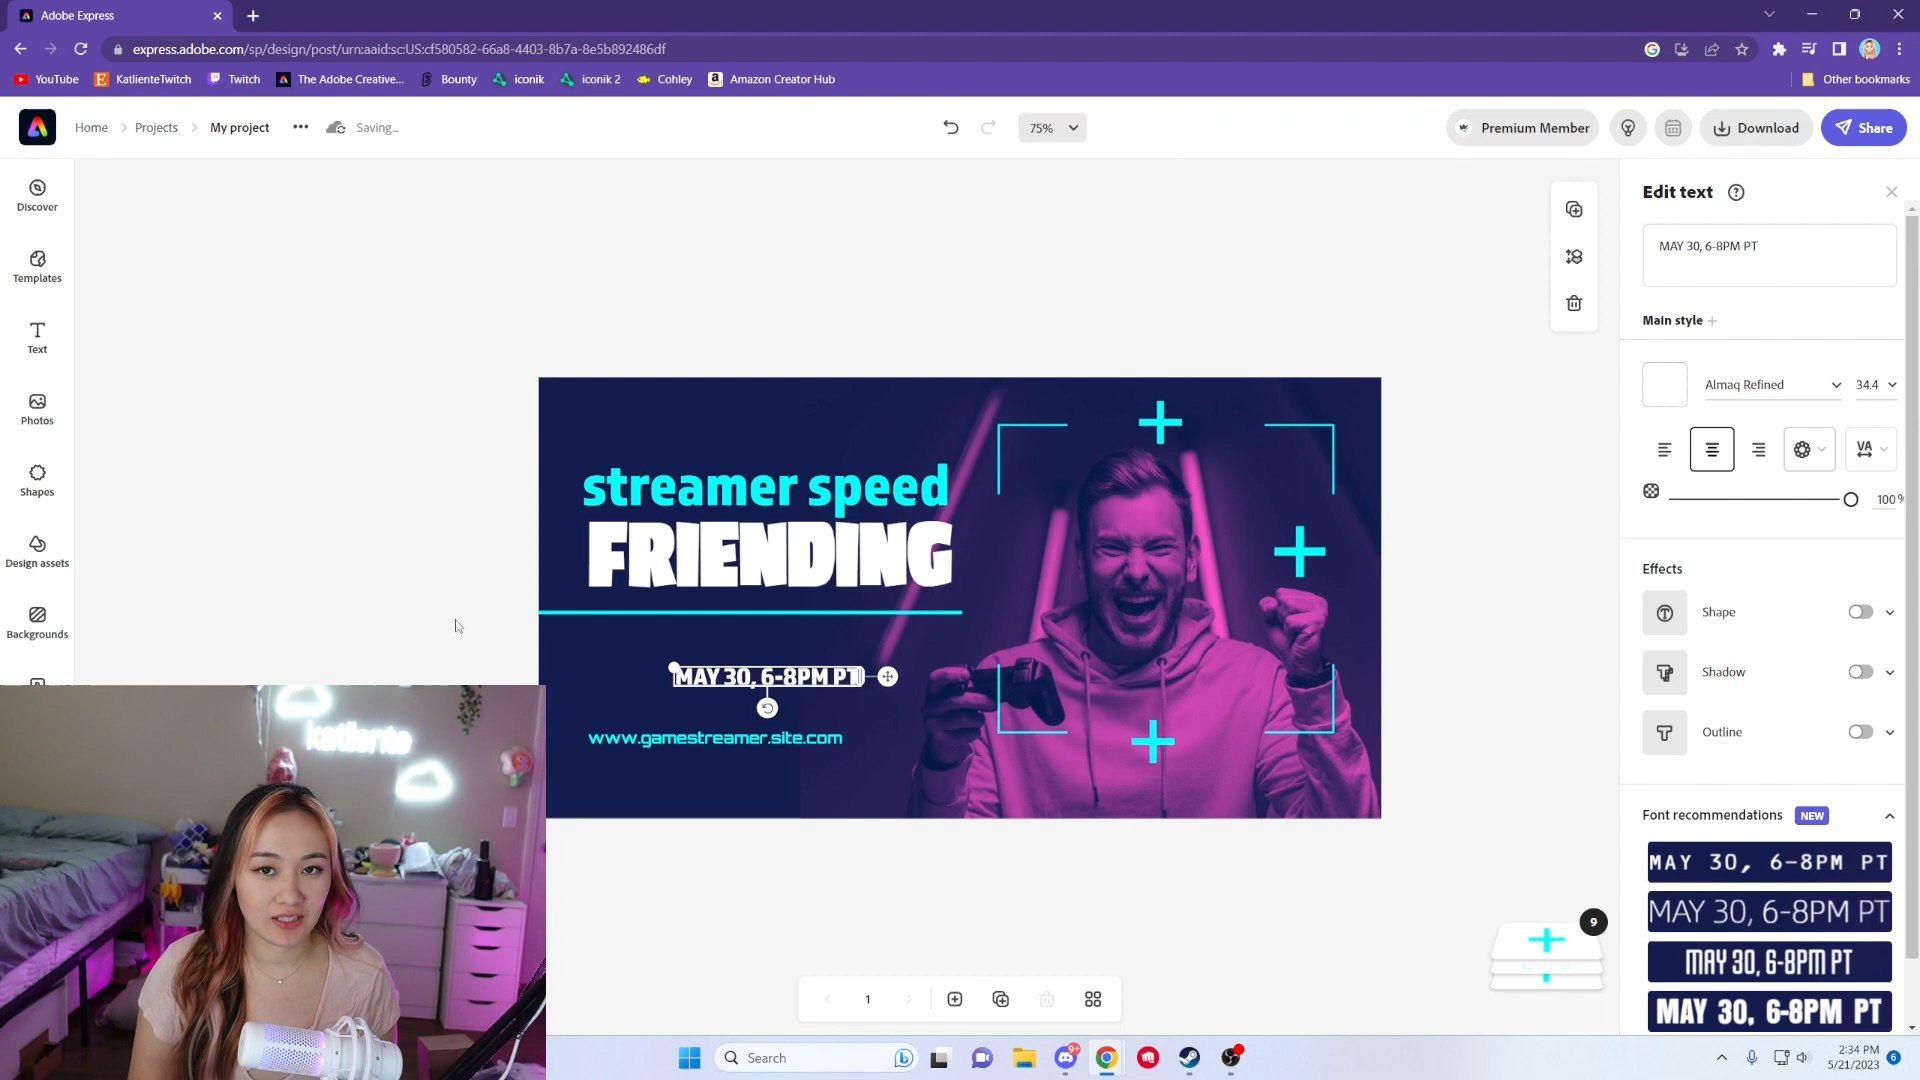 Adobe Express
express.adobe.com/sp/design/post/urn:aaid:sc:US:cf580582-66a8-4403-8b7a-8e5b892486df
YouTube
KatlienteTwitch
Twitch
The Adobe Creative...
Bounty
iconik
iconik 2
Cohley
Amazon Creator Hub
Other bookmarks
Home
Projects
My project
Saving...
75%
Premium Member
Download
Share
Discover
Templates
Text
Photos
Shapes
Design assets
Backgrounds
streamer speed
FRIENDING
MAY 30, 6-8PM PT
www.gamestreamer.site.com
katliente
Edit text
MAY 30, 6-8PM PT
Main style
Almaq Refined
34.4
VA
100%
Effects
Shape
Shadow
Outline
Font recommendations NEW
MAY 30, 6-8PM PT
MAY 30, 6-8PM PT
MAY 30, 6-8PM PT
MAY 30, 6-8PM PT
9
1
Search
9+
2:34 PM
5/21/2023
6